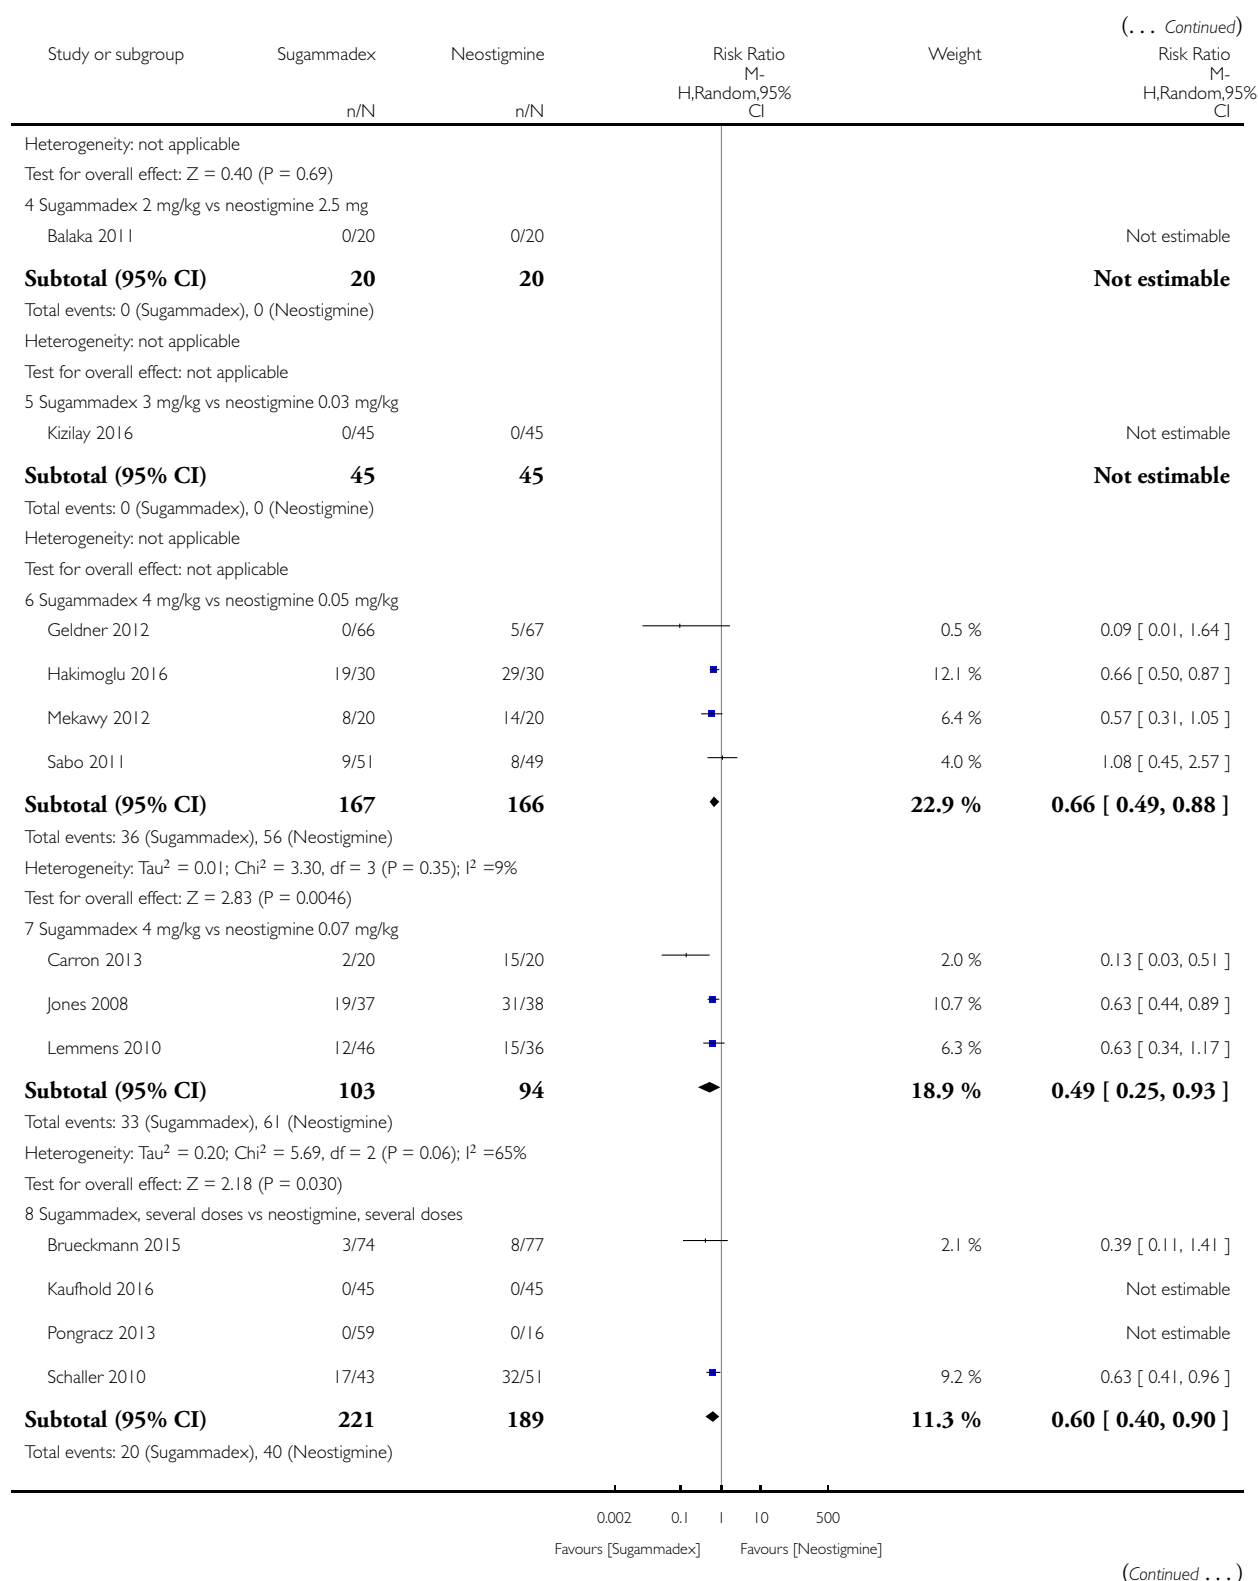 (... Continued)
Study or subgroup Sugammadex Neostigmine Risk Ratio Weight Risk Ratio
M- M-
H,Random,95% H,Random,95%
n/N n/N CI CI
Heterogeneity: not applicable
Test for overall effect: Z = 0.40 (P = 0.69)
4 Sugammadex 2 mg/kg vs neostigmine 2.5 mg
Balaka 2011 0/20 0/20 Not estimable
Subtotal (95% CI) 20 20 Not estimable
Total events: 0 (Sugammadex), 0 (Neostigmine)
Heterogeneity: not applicable
Test for overall effect: not applicable
5 Sugammadex 3 mg/kg vs neostigmine 0.03 mg/kg
Kizilay 2016 0/45 0/45 Not estimable
Subtotal (95% CI) 45 45 Not estimable
Total events: 0 (Sugammadex), 0 (Neostigmine)
Heterogeneity: not applicable
Test for overall effect: not applicable
6 Sugammadex 4 mg/kg vs neostigmine 0.05 mg/kg
Geldner 2012 0/66 5/67 0.5 % 0.09 [ 0.01, 1.64 ]
Hakimoglu 2016 19/30 29/30 12.1 % 0.66 [ 0.50, 0.87 ]
Mekawy 2012 8/20 14/20 6.4 % 0.57 [ 0.31, 1.05 ]
Sabo 2011 9/51 8/49 4.0 % 1.08 [ 0.45, 2.57 ]
Subtotal (95% CI) 167 166 22.9 % 0.66 [ 0.49, 0.88 ]
Total events: 36 (Sugammadex), 56 (Neostigmine)
Heterogeneity: Tau² = 0.01; Chi² = 3.30, df = 3 (P = 0.35); I² =9%
Test for overall effect: Z = 2.83 (P = 0.0046)
7 Sugammadex 4 mg/kg vs neostigmine 0.07 mg/kg
Carron 2013 2/20 15/20 2.0 % 0.13 [ 0.03, 0.51 ]
Jones 2008 19/37 31/38 10.7 % 0.63 [ 0.44, 0.89 ]
Lemmens 2010 12/46 15/36 6.3 % 0.63 [ 0.34, 1.17 ]
Subtotal (95% CI) 103 94 18.9 % 0.49 [ 0.25, 0.93 ]
Total events: 33 (Sugammadex), 61 (Neostigmine)
Heterogeneity: Tau² = 0.20; Chi² = 5.69, df = 2 (P = 0.06); I² =65%
Test for overall effect: Z = 2.18 (P = 0.030)
8 Sugammadex, several doses vs neostigmine, several doses
Brueckmann 2015 3/74 8/77 2.1 % 0.39 [ 0.11, 1.41 ]
Kaufhold 2016 0/45 0/45 Not estimable
Pongracz 2013 0/59 0/16 Not estimable
Schaller 2010 17/43 32/51 9.2 % 0.63 [ 0.41, 0.96 ]
Subtotal (95% CI) 221 189 11.3 % 0.60 [ 0.40, 0.90 ]
Total events: 20 (Sugammadex), 40 (Neostigmine)
0.002 0.1 1 10 500
Favours [Sugammadex] Favours [Neostigmine]
(Continued ...)